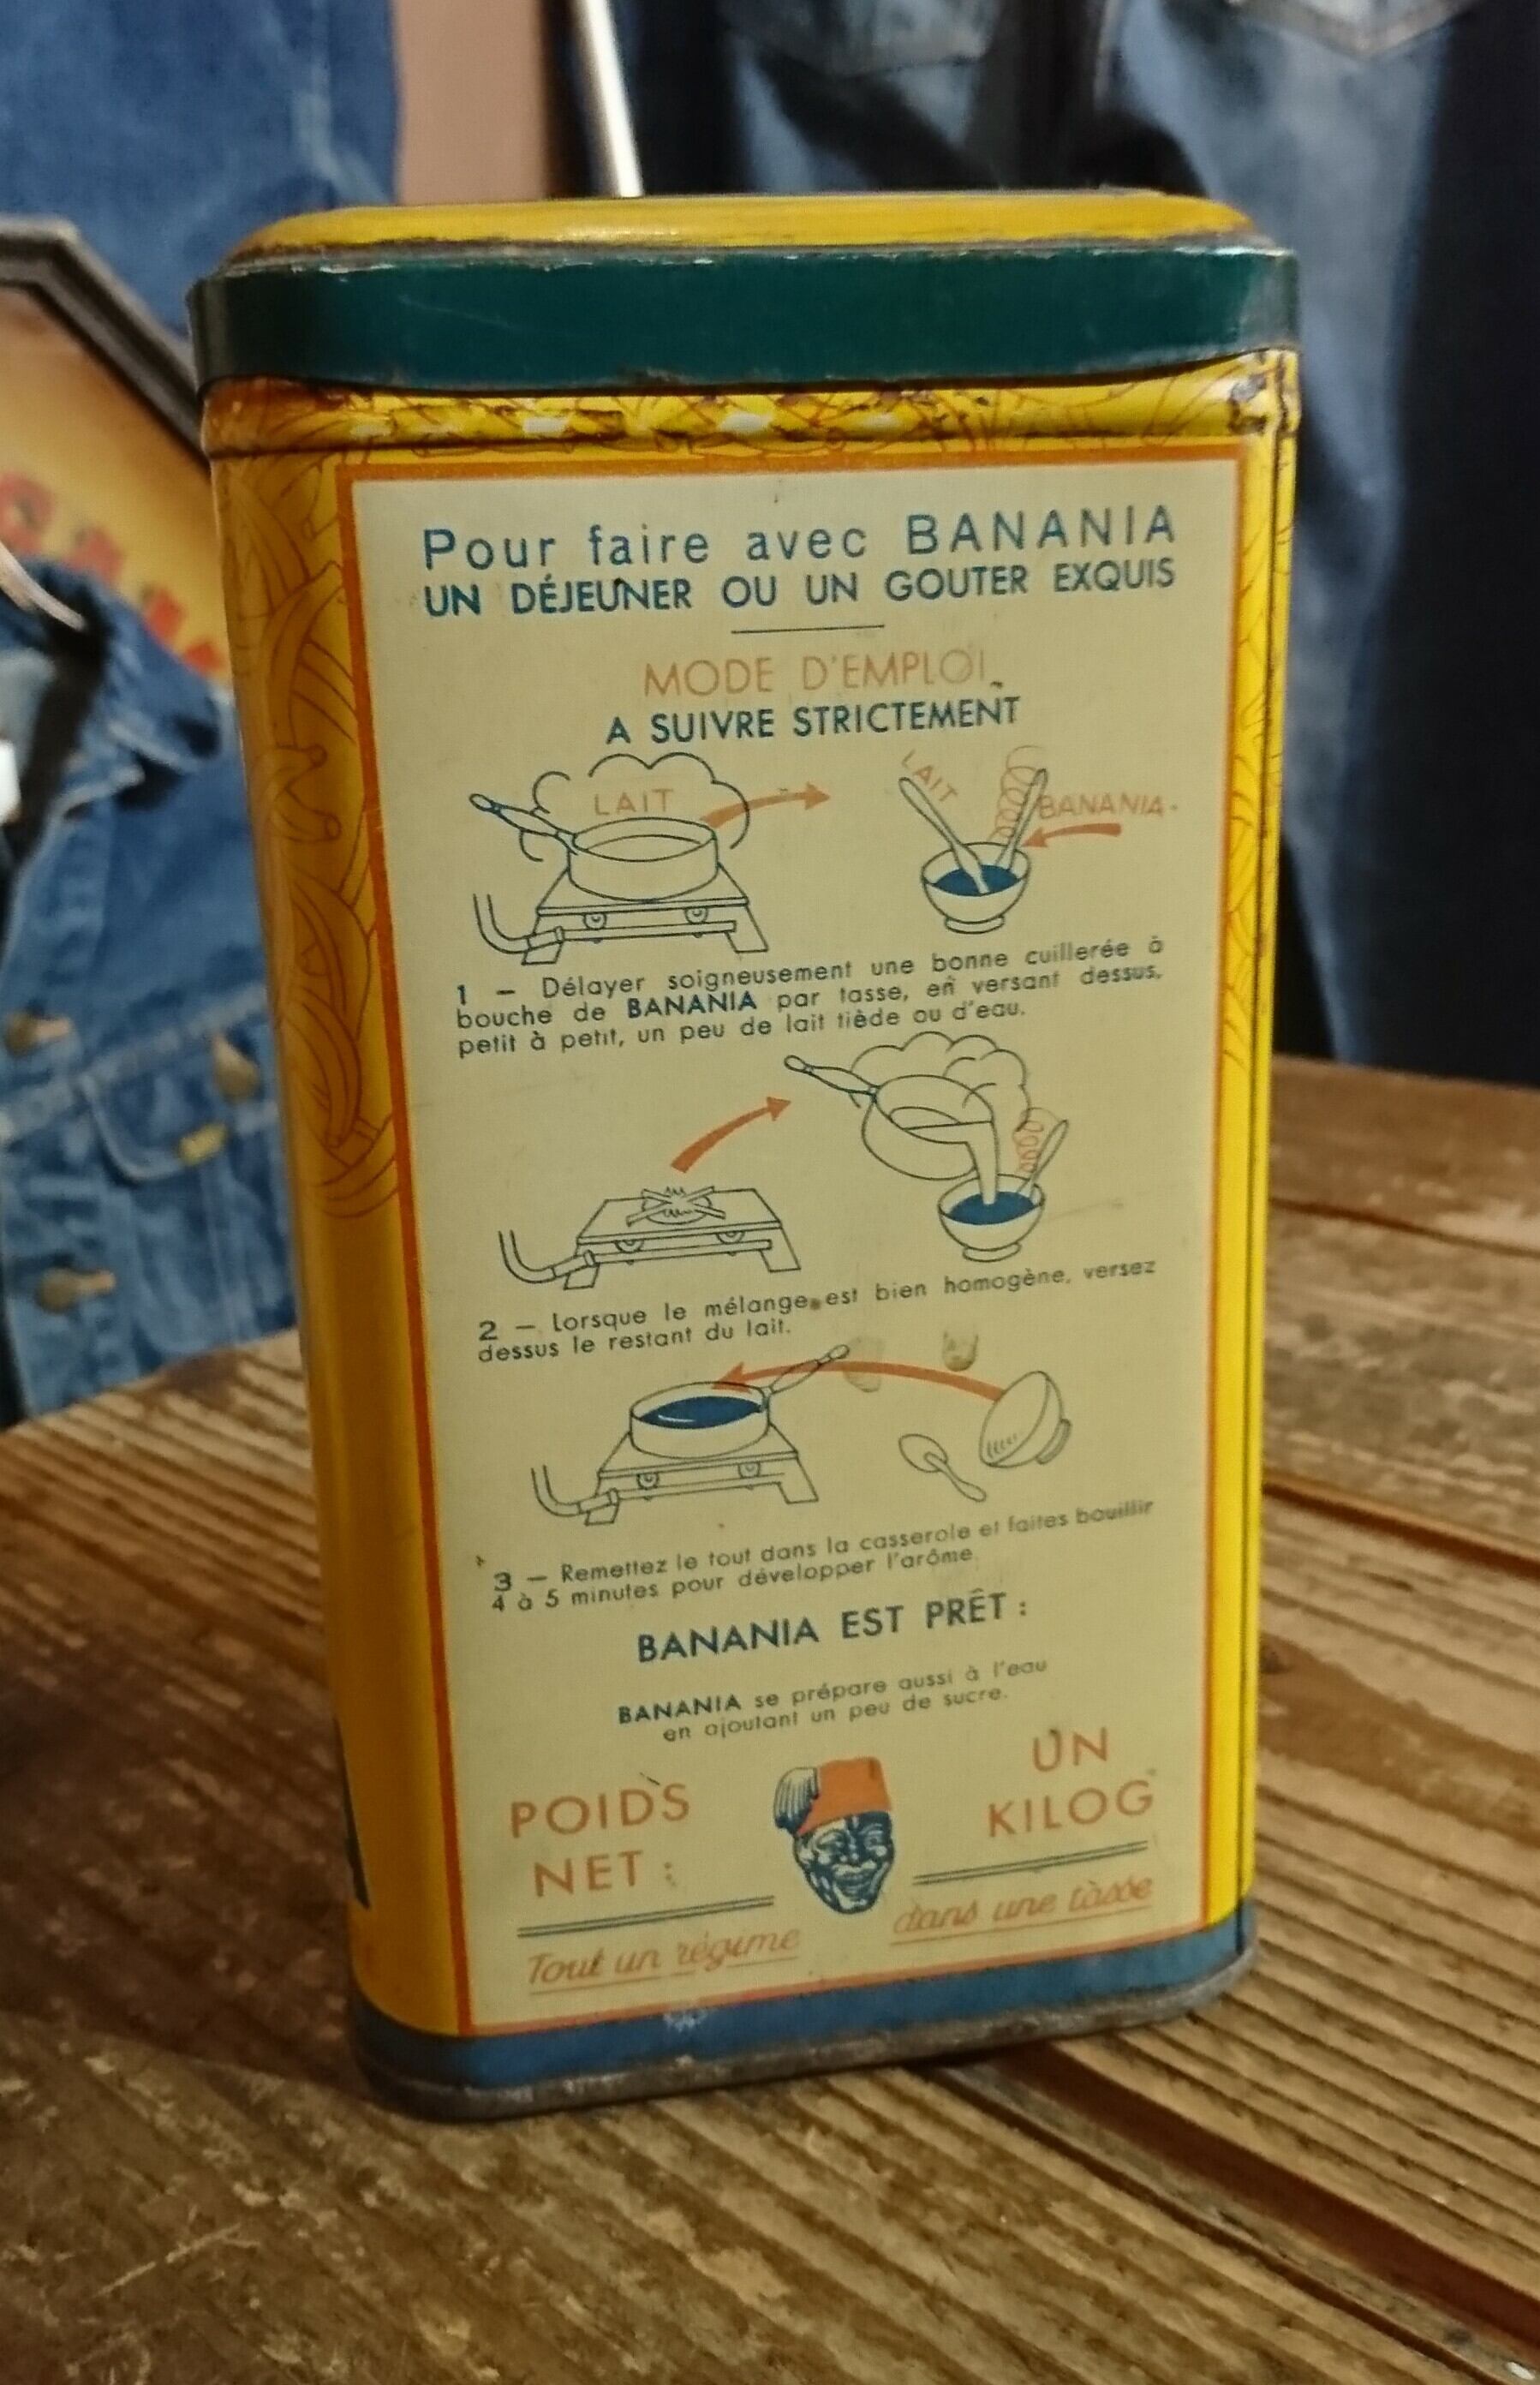 Pour faire avec BANANIA
UN DÉJEUNER OU UN GOUTER EXQUIS
MODE D'EMPLOI
A SUIVRE STRICTEMENT
LAIT
LAIT
BANANIA
1 — Délayer soigneusement une bonne cuillerée à
bouche de BANANIA par tasse, en versant dessus,
petit à petit, un peu de lait tiède ou d'eau.
2 — Lorsque le mélange est bien homogène, versez
dessus le restant du lait.
3 — Remettez le tout dans la casserole et faites bouillir
4 à 5 minutes pour développer l'arôme.
BANANIA EST PRÊT :
BANANIA se prépare aussi à l'eau
en ajoutant un peu de sucre.
POIDS
NET :
UN
KILOG
Tout un régime
dans une tasse